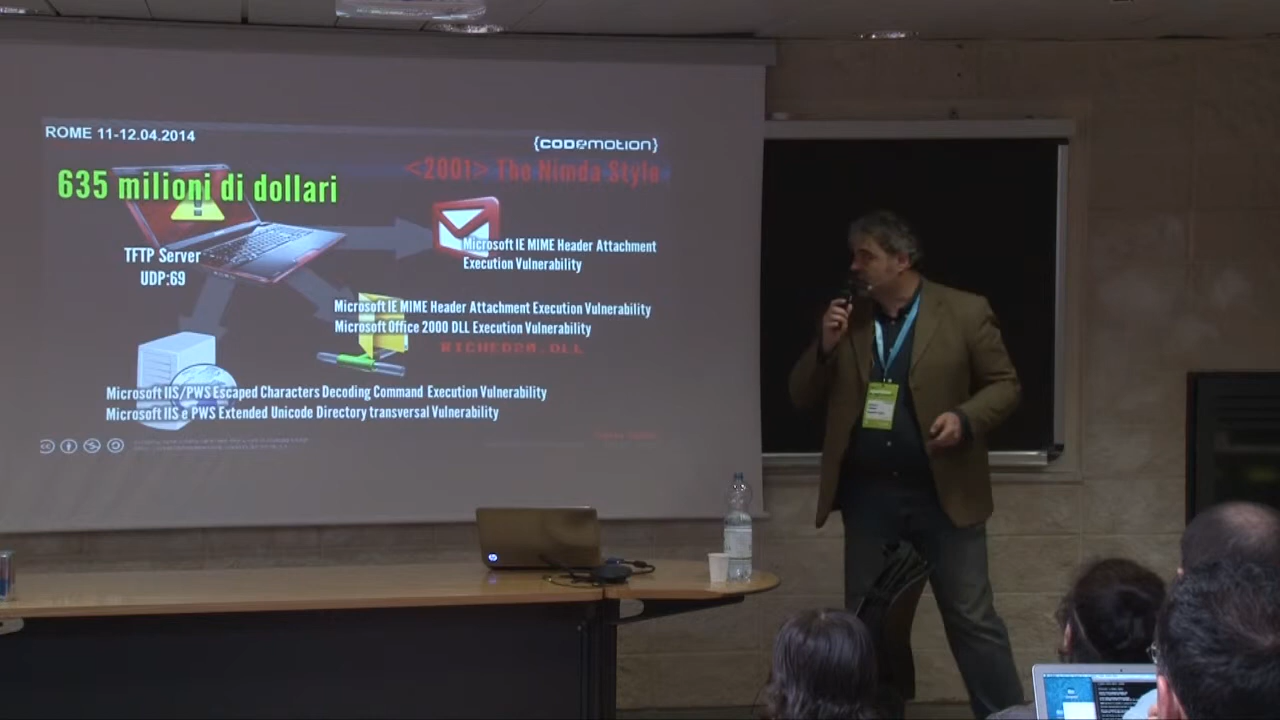 ROME 11-12.04.2014
{CODEMOTION}
<2001> The Nimda Style
635 milioni di dollari
TFTP Server
UDP:69
Microsoft IE MIME Header Attachment
Execution Vulnerability
Microsoft IE MIME Header Attachment Execution Vulnerability
Microsoft Office 2000 DLL Execution Vulnerability
RICHED20.DLL
Microsoft IIS/PWS Escaped Characters Decoding Command Execution Vulnerability
Microsoft IIS e PWS Extended Unicode Directory transversal Vulnerability
hp